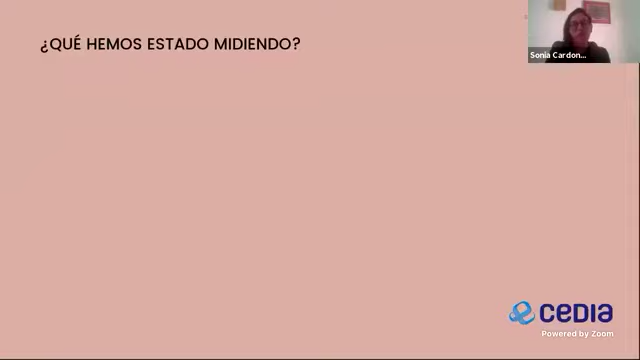 ¿QUÉ HEMOS ESTADO MIDIENDO?
Sonia Cardon...
CEDIA
Powered by Zoom